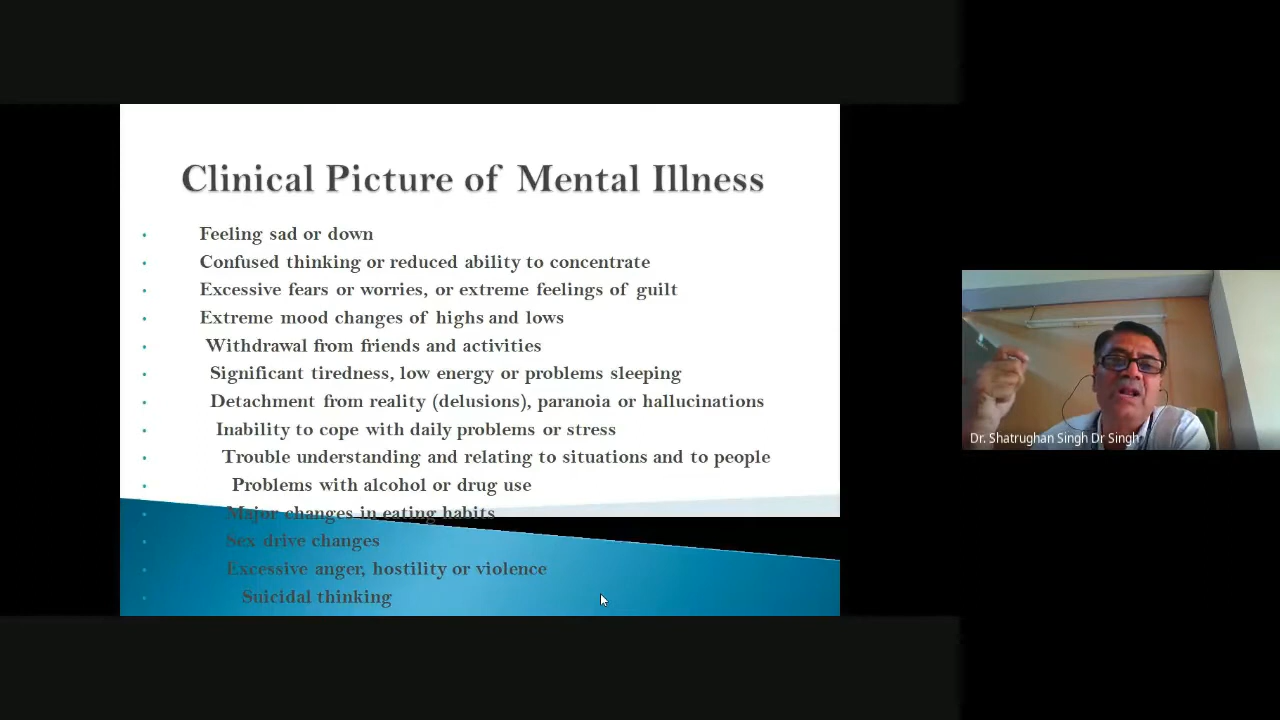 Clinical Picture of Mental Illness
• Feeling sad or down
• Confused thinking or reduced ability to concentrate
• Excessive fears or worries, or extreme feelings of guilt
• Extreme mood changes of highs and lows
• Withdrawal from friends and activities
• Significant tiredness, low energy or problems sleeping
• Detachment from reality (delusions), paranoia or hallucinations
• Inability to cope with daily problems or stress
• Trouble understanding and relating to situations and to people
• Problems with alcohol or drug use
• Major changes in eating habits
• Sex drive changes
• Excessive anger, hostility or violence
• Suicidal thinking
Dr. Shatrughan Singh Dr Singh